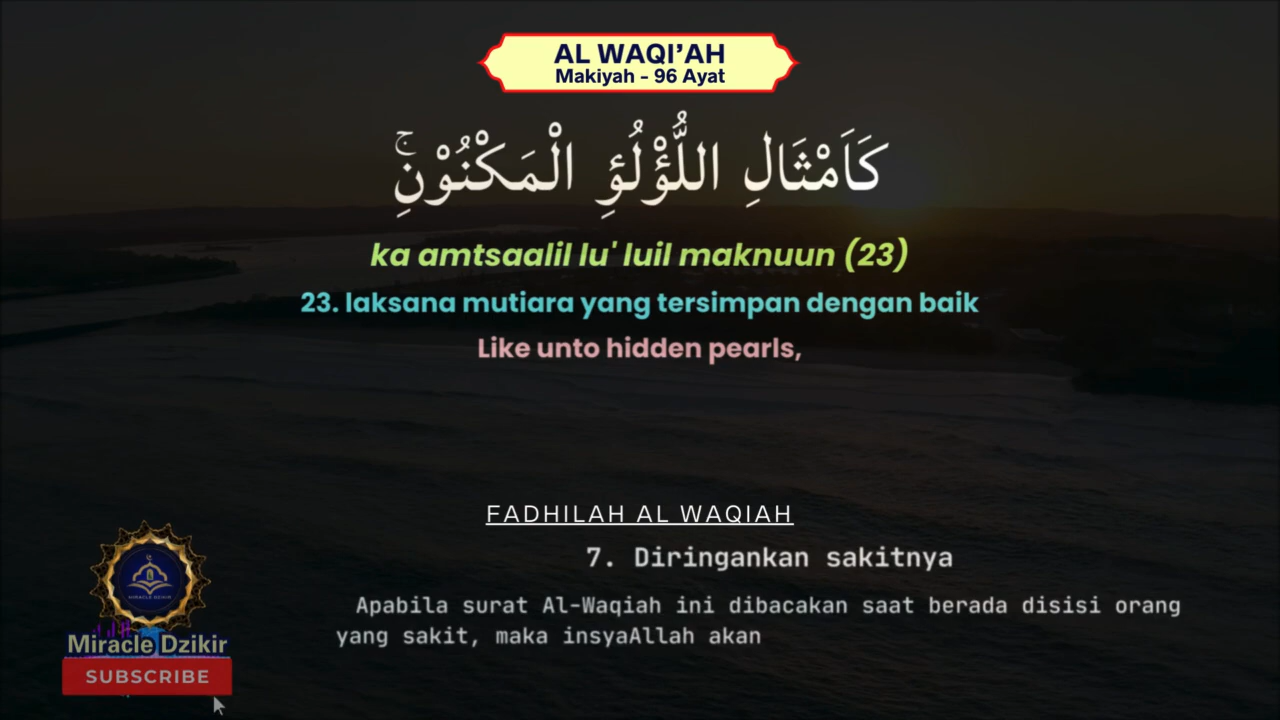 AL WAQI’AH
Makiyah - 96 Ayat
كَاَمْثَالِ اللُّؤْلُؤِ الْمَكْنُوْنِۚ
ka amtsaalil lu' luil maknuun (23)
23. laksana mutiara yang tersimpan dengan baik
Like unto hidden pearls,
FADHILAH AL WAQIAH
7. Diringankan sakitnya
Apabila surat Al-Waqiah ini dibacakan saat berada disisi orang
yang sakit, maka insyaAllah akan
MIRACLE DZIKIR
Miracle Dzikir
SUBSCRIBE